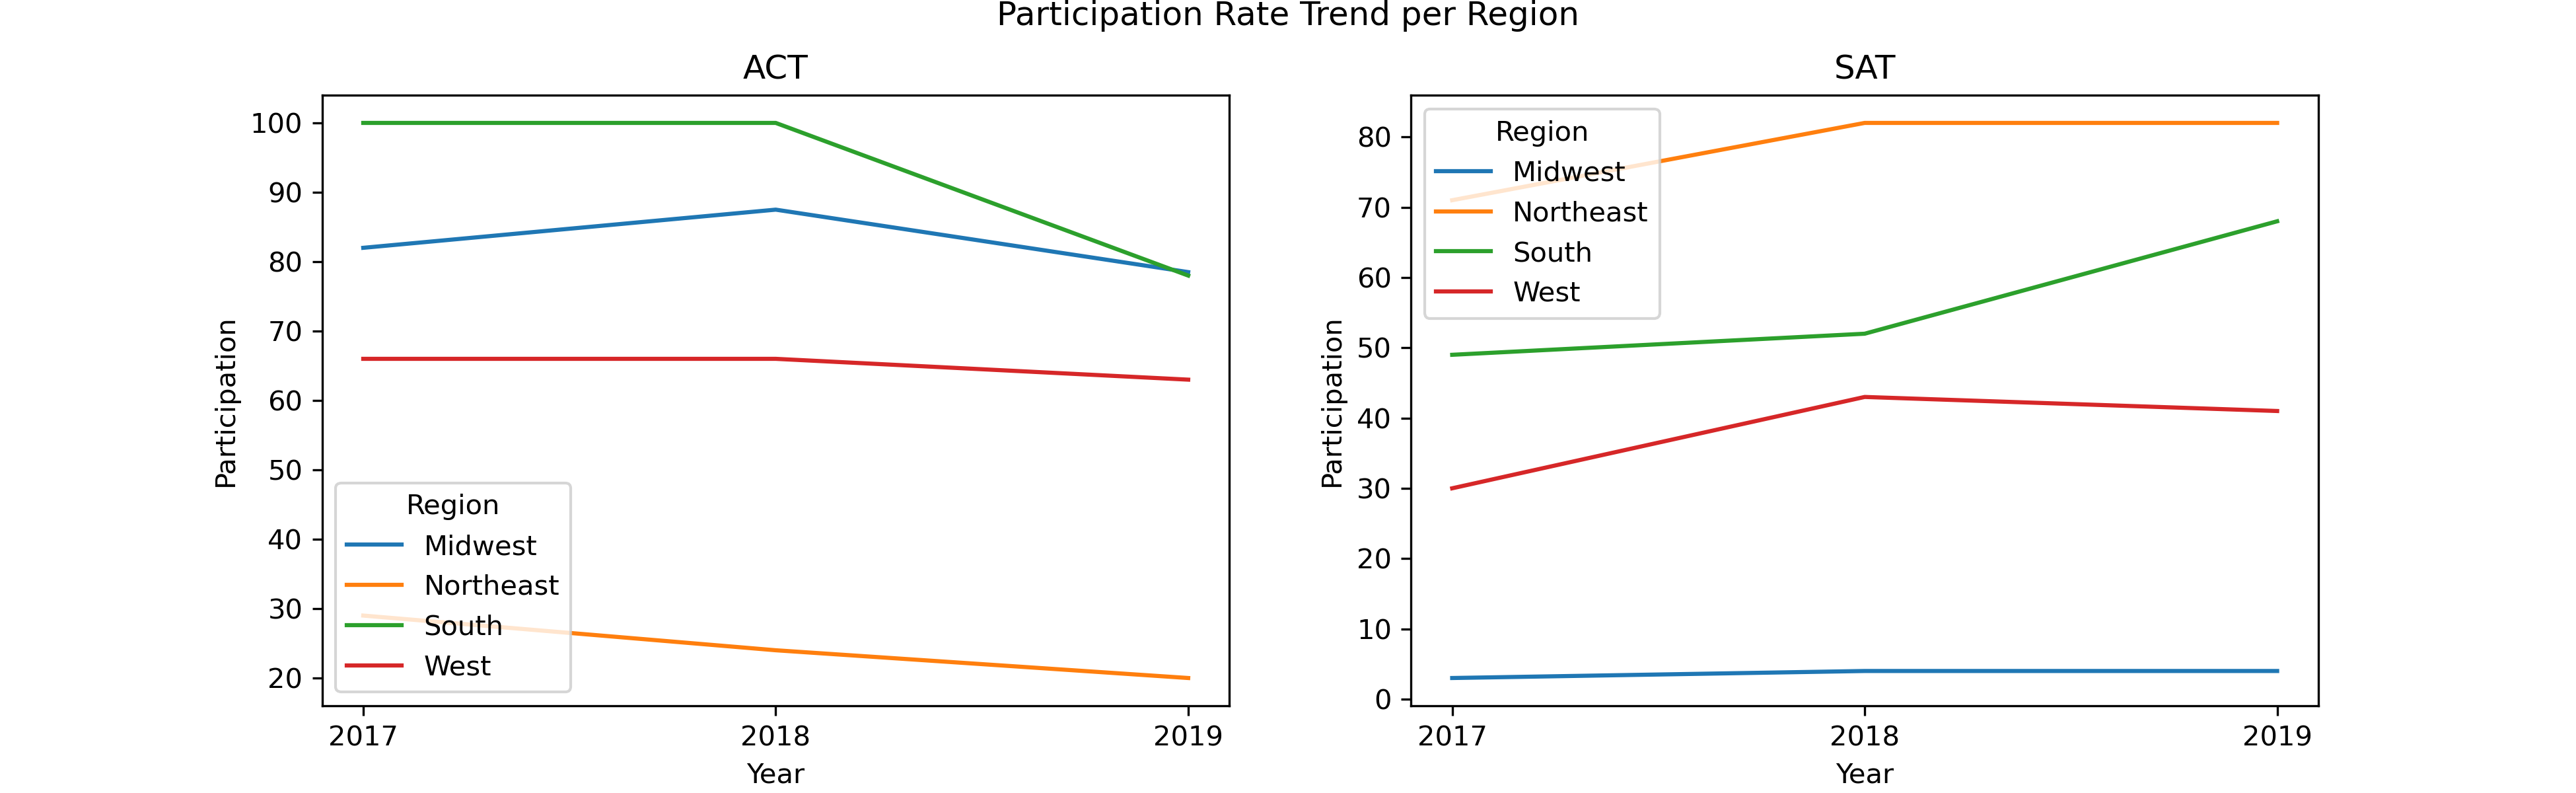 Participation Rate Trend per Region
ACT
100
90
80
70
60
50
40
30
20
Participation
Region
Midwest
Northeast
South
West
2017 2018 2019
Year
SAT
80
70
60
50
40
30
20
10
0
Participation
Region
Midwest
Northeast
South
West
2017 2018 2019
Year